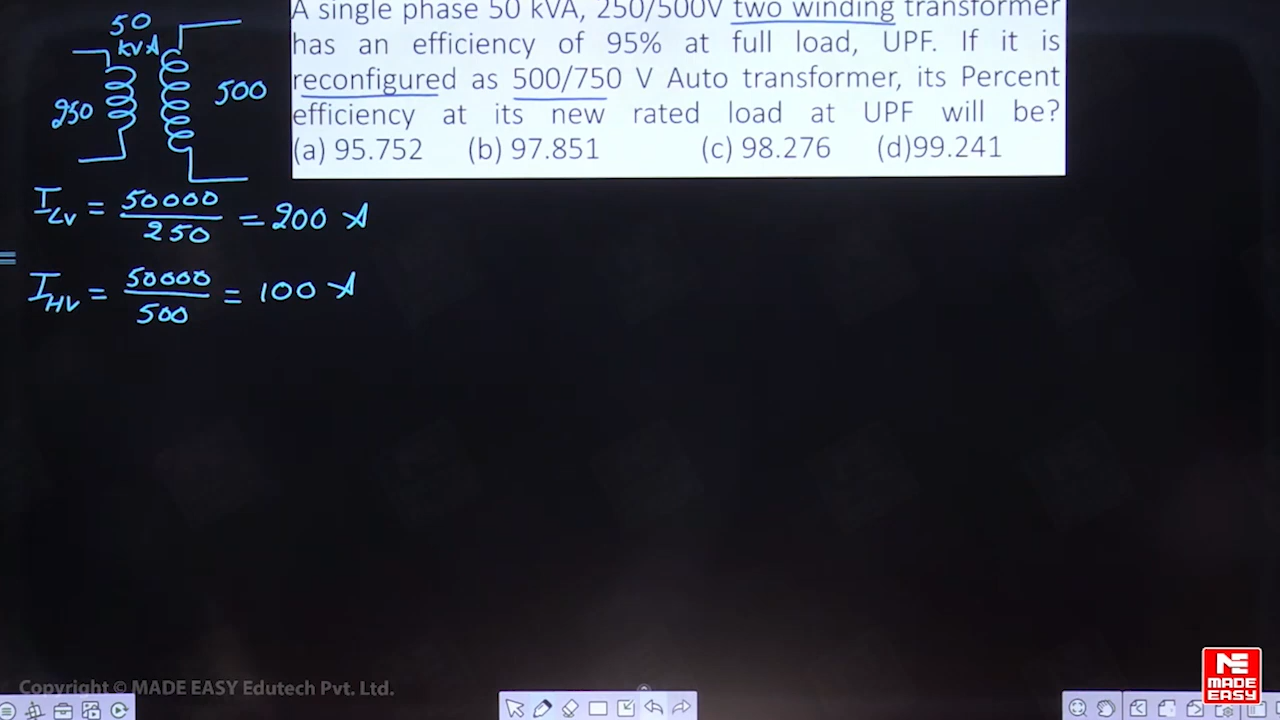 A single phase 50 kVA, 250/500V two winding transformer
has an efficiency of 95% at full load, UPF. If it is
reconfigured as 500/750 V Auto transformer, its Percent
efficiency at its new rated load at UPF will be?
(a) 95.752 (b) 97.851 (c) 98.276 (d)99.241
50
kVA
250
500
I_LV = 50000/250 = 200 A
I_HV = 50000/500 = 100 A
Copyright © MADE EASY Edutech Pvt. Ltd.
ME
MADE
EASY